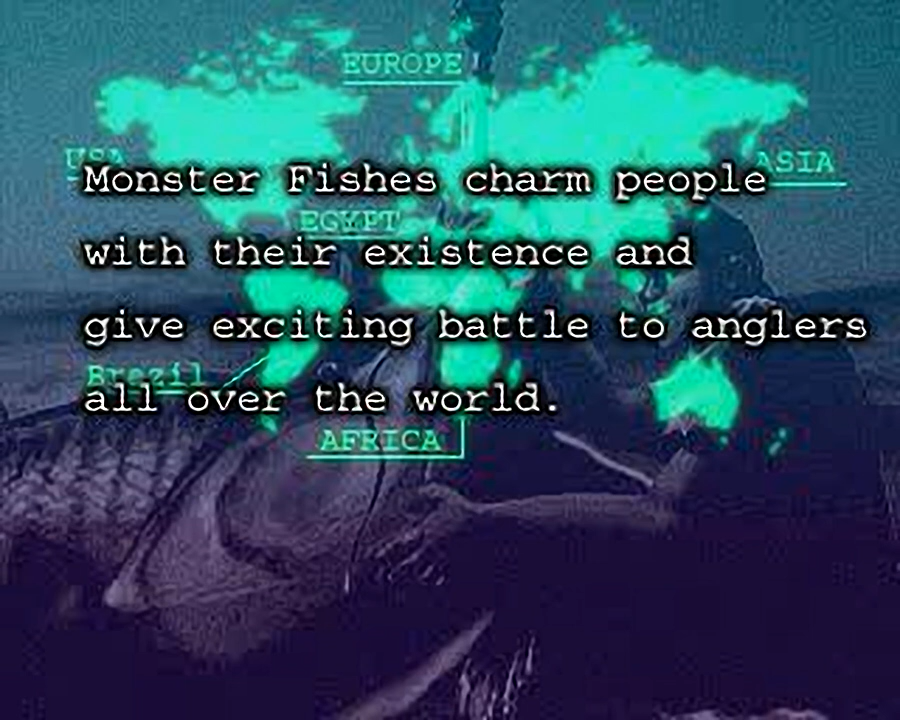 EUROPE
USA
ASIA
Monster Fishes charm people
EGYPT
with their existence and
give exciting battle to anglers
Brezil
all over the world.
AFRICA